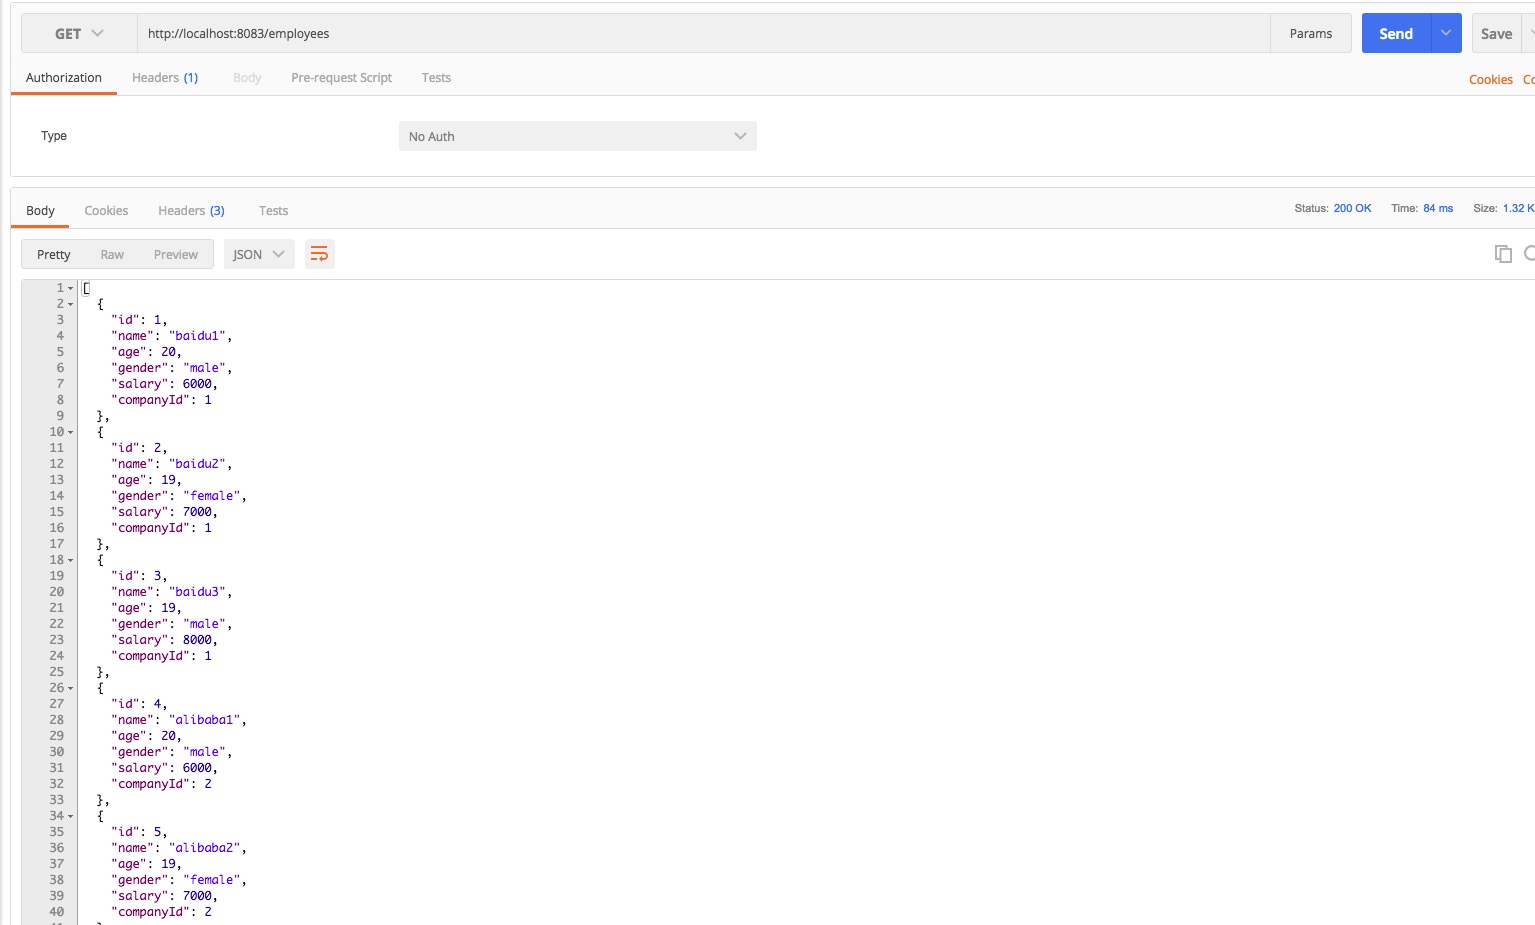 GET http://localhost:8083/employees Params Send Save
Authorization Headers (1) Body Pre-request Script Tests Cookies
Type No Auth
Body Cookies Headers (3) Tests Status: 200 OK Time: 84 ms Size: 1.32 K
Pretty Raw Preview JSON
1 [
2 {
3 "id": 1,
4 "name": "baidu1",
5 "age": 20,
6 "gender": "male",
7 "salary": 6000,
8 "companyId": 1
9 },
10 {
11 "id": 2,
12 "name": "baidu2",
13 "age": 19,
14 "gender": "female",
15 "salary": 7000,
16 "companyId": 1
17 },
18 {
19 "id": 3,
20 "name": "baidu3",
21 "age": 19,
22 "gender": "male",
23 "salary": 8000,
24 "companyId": 1
25 },
26 {
27 "id": 4,
28 "name": "alibaba1",
29 "age": 20,
30 "gender": "male",
31 "salary": 6000,
32 "companyId": 2
33 },
34 {
35 "id": 5,
36 "name": "alibaba2",
37 "age": 19,
38 "gender": "female",
39 "salary": 7000,
40 "companyId": 2